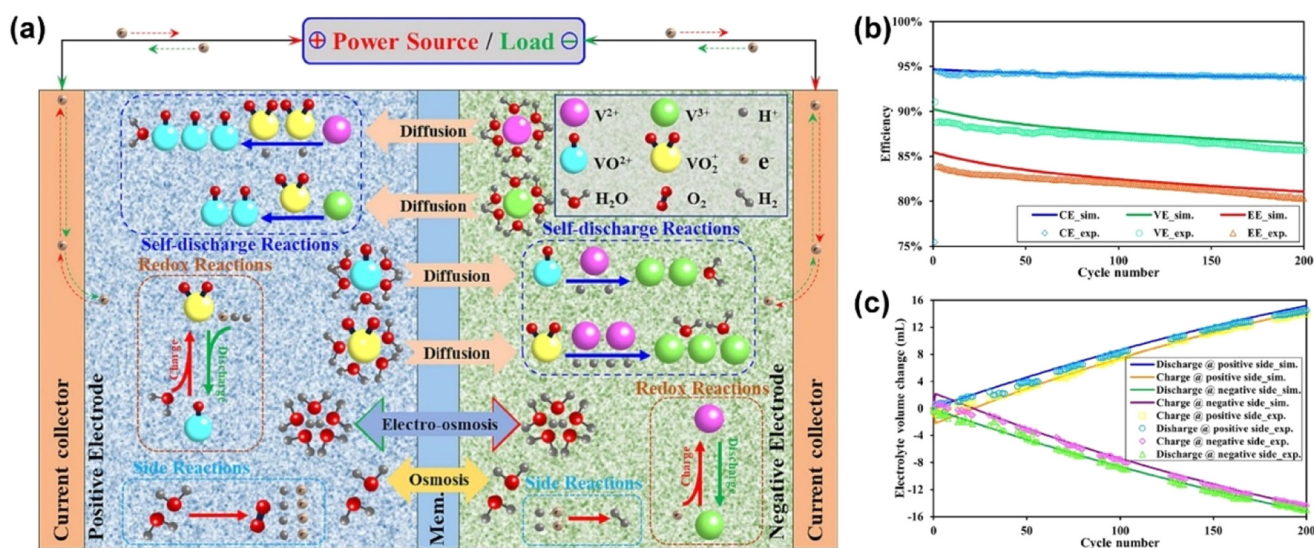 (a)
e⁻
e⁻
⊕ Power Source / Load ⊖
e⁻
e⁻
Current collector
Positive Electrode
Mem.
Negative Electrode
Current collector
Diffusion
V²⁺
V³⁺
H⁺
VO²⁺
VO₂⁺
e⁻
H₂O
O₂
H₂
Diffusion
Self-discharge Reactions
Self-discharge Reactions
Redox Reactions
Diffusion
Charge
Discharge
Diffusion
Redox Reactions
Electro-osmosis
Charge
Discharge
Side Reactions
Osmosis
Side Reactions
(b)
100%
95%
90%
85%
80%
75%
Efficiency
CE_sim.
VE_sim.
EE_sim.
CE_exp.
VE_exp.
EE_exp.
0
50
100
150
200
Cycle number
(c)
16
12
8
4
0
-4
-8
-12
-16
Electrolyte volume change (mL)
Discharge @ positive side_sim.
Charge @ positive side_sim.
Discharge @ negative side_sim.
Charge @ negative side_sim.
Charge @ positive side_exp.
Disharge @ positive side_exp.
Charge @ negative side_exp.
Discharge @ negative side_exp.
0
50
100
150
200
Cycle number